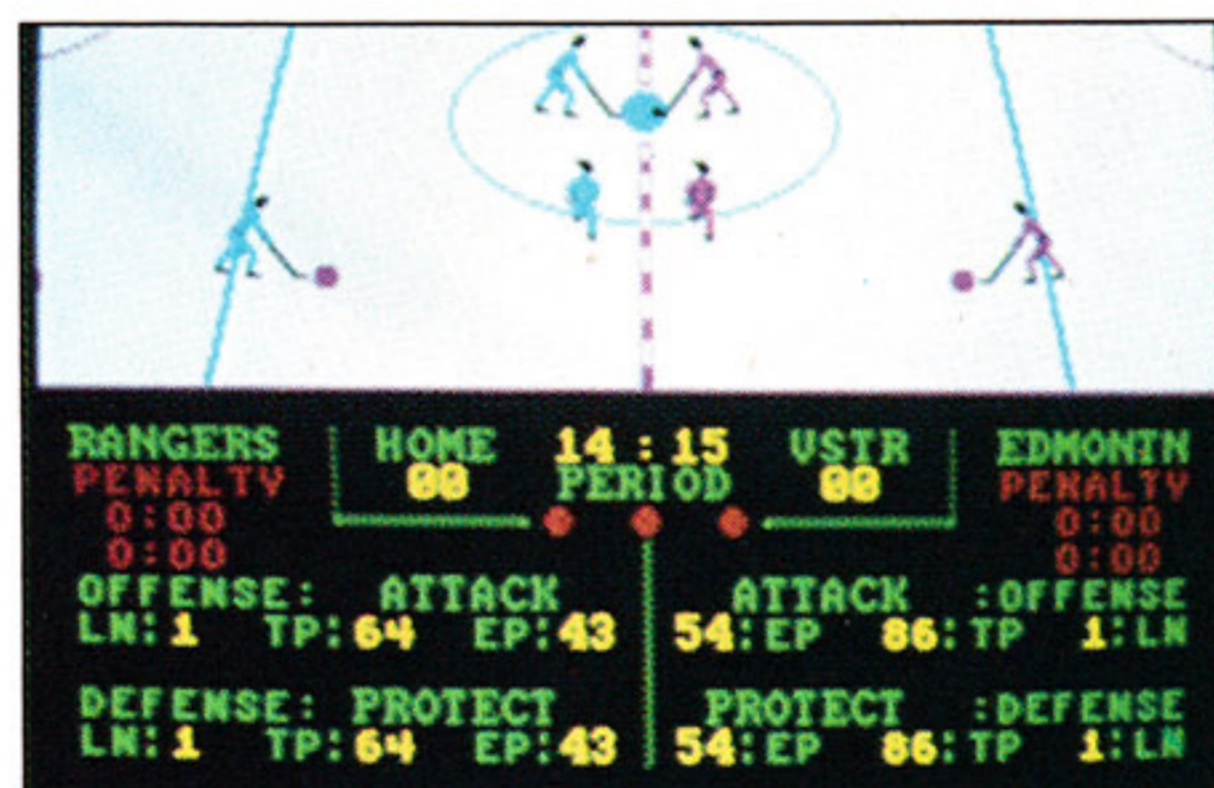 RANGERS HOME 14:15 VSTR EDMONTN
PENALTY 00 PERIOD 00 PENALTY
0:00 0:00
0:00 0:00
OFFENSE: ATTACK ATTACK :OFFENSE
LN:1 TP:64 EP:43 54:EP 86:TP 1:LN
DEFENSE: PROTECT PROTECT :DEFENSE
LN:1 TP:64 EP:43 54:EP 86:TP 1:LN